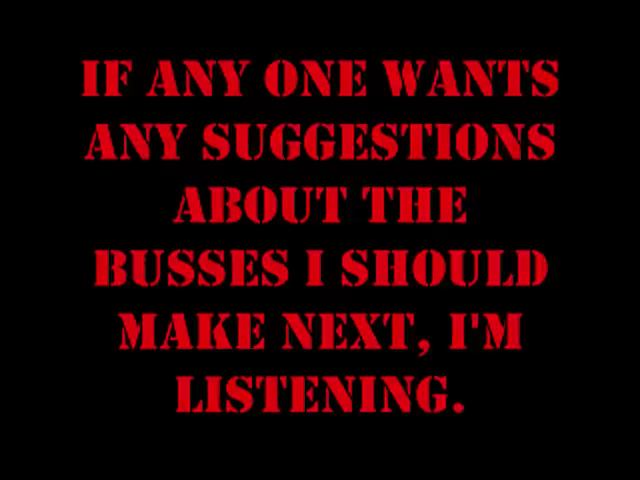 IF ANY ONE WANTS
ANY SUGGESTIONS
ABOUT THE
BUSSES I SHOULD
MAKE NEXT, I'M
LISTENING.